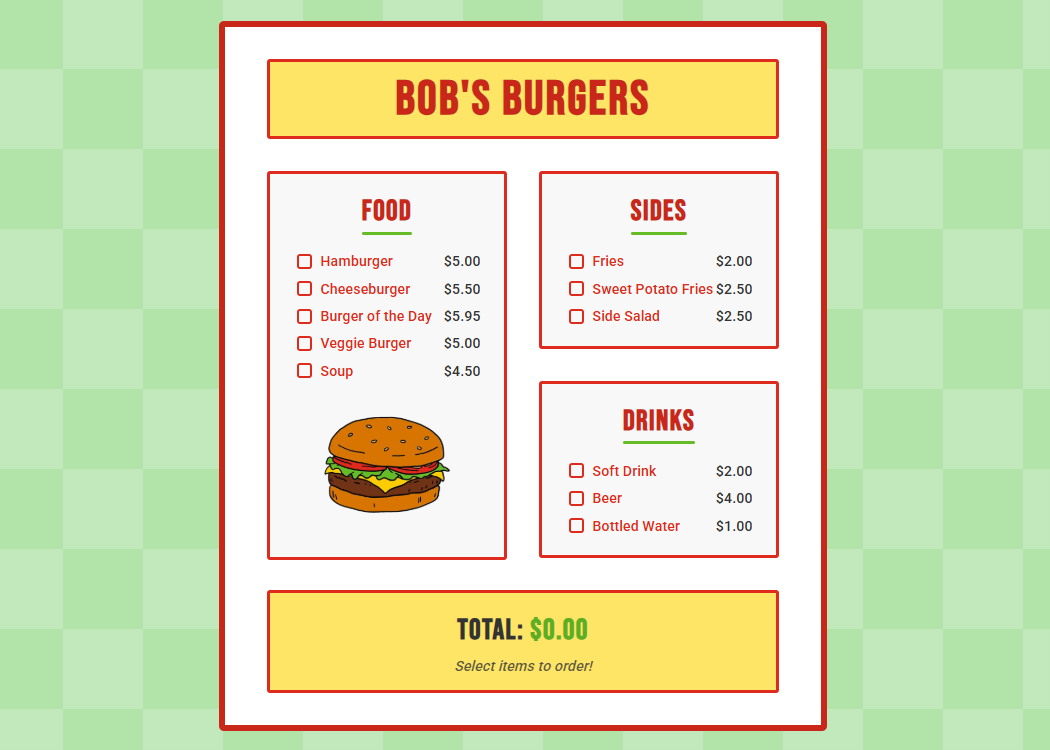 BOB'S BURGERS
FOOD
Hamburger $5.00
Cheeseburger $5.50
Burger of the Day $5.95
Veggie Burger $5.00
Soup $4.50
SIDES
Fries $2.00
Sweet Potato Fries $2.50
Side Salad $2.50
DRINKS
Soft Drink $2.00
Beer $4.00
Bottled Water $1.00
TOTAL: $0.00
Select items to order!